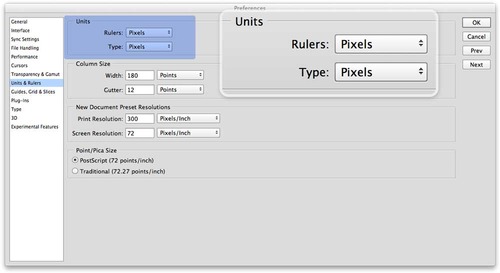 Preferences
General
Interface
Sync Settings
File Handling
Performance
Cursors
Transparency & Gamut
Units & Rulers
Guides, Grid & Slices
Plug-Ins
Type
3D
Experimental Features
Units
Rulers: Pixels
Type: Pixels
Units
Rulers: Pixels
Type: Pixels
Column Size
Width: 180 Points
Gutter: 12 Points
New Document Preset Resolutions
Print Resolution: 300 Pixels/Inch
Screen Resolution: 72 Pixels/Inch
Point/Pica Size
PostScript (72 points/inch)
Traditional (72.27 points/inch)
OK
Cancel
Prev
Next